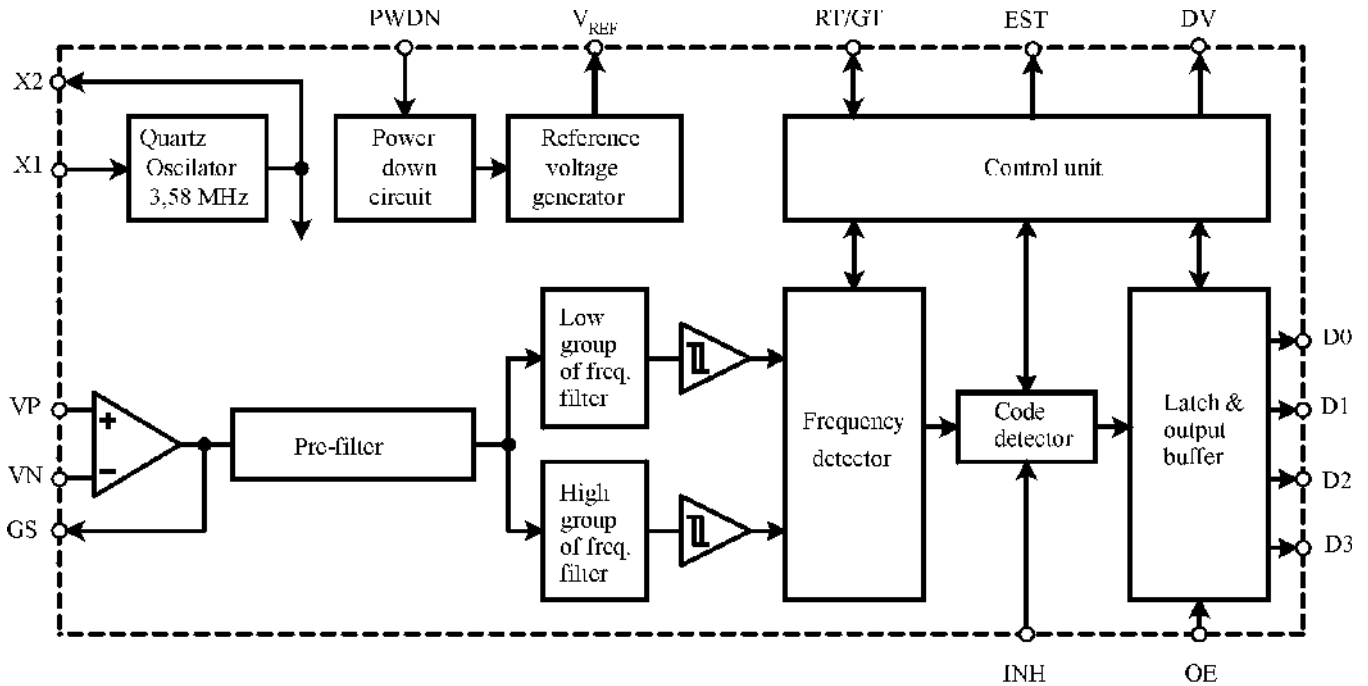 PWDN
VREF
RT/GT
EST
DV
X2
X1
Quartz
Oscilator
3,58 MHz
Power
down
circuit
Reference
voltage
generator
Control unit
Low
group
of freq.
filter
VP
VN
GS
+
−
Pre-filter
High
group
of freq.
filter
Frequency
detector
Code
detector
Latch &
output
buffer
D0
D1
D2
D3
INH
OE